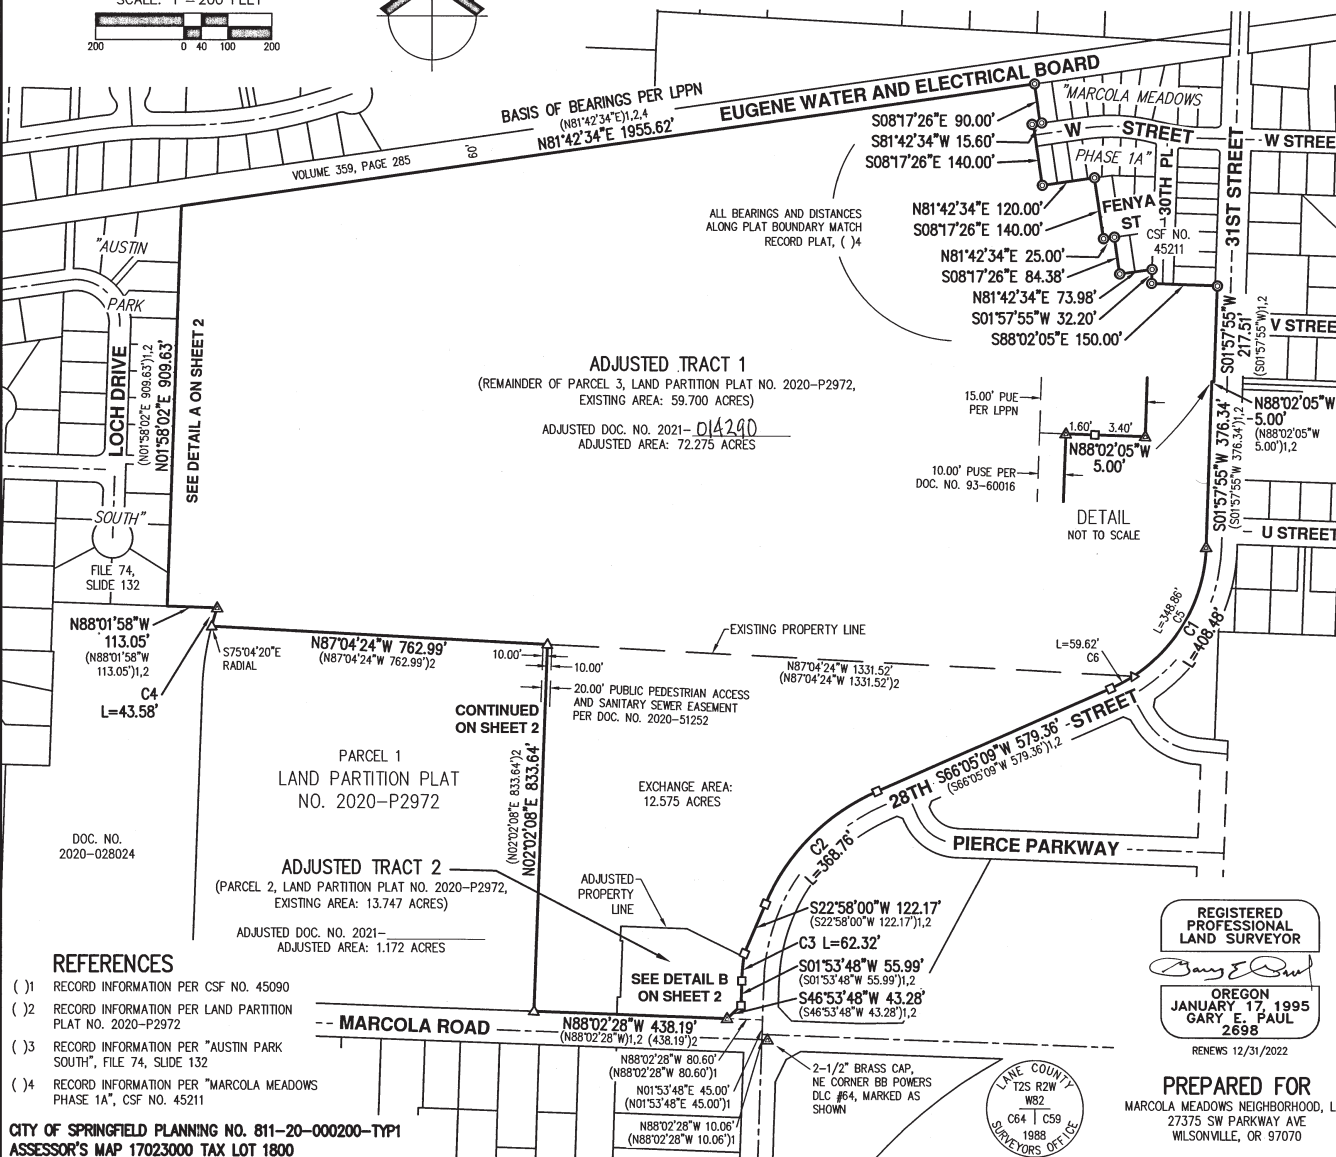 SCALE: 1"=200 FEET
200 0 40 100 200
BASIS OF BEARINGS PER LPPN
(N81°42'34"E)1,2,4
N81°42'34"E 1955.62'
EUGENE WATER AND ELECTRICAL BOARD
VOLUME 359, PAGE 285
60'
"MARCOLA MEADOWS
PHASE 1A"
W STREET
W STREE
S08°17'26"E 90.00'
S81°42'34"W 15.60'
S08°17'26"E 140.00'
N81°42'34"E 120.00'
S08°17'26"E 140.00'
N81°42'34"E 25.00'
S08°17'26"E 84.38'
N81°42'34"E 73.98'
S01°57'55"W 32.20'
S88°02'05"E 150.00'
ALL BEARINGS AND DISTANCES
ALONG PLAT BOUNDARY MATCH
RECORD PLAT, ( )4
FENYA
ST
30TH PL
CSF NO.
45211
31ST STREET
V STREE
S01°57'55"W
217.51'
(S01°57'55"W)1,2
"AUSTIN
PARK
SOUTH"
LOCH DRIVE
(N01°58'02"E 909.63')1,2
N01°58'02"E 909.63'
SEE DETAIL A ON SHEET 2
FILE 74,
SLIDE 132
ADJUSTED TRACT 1
(REMAINDER OF PARCEL 3, LAND PARTITION PLAT NO. 2020-P2972,
EXISTING AREA: 59.700 ACRES)
ADJUSTED DOC. NO. 2021-014290
ADJUSTED AREA: 72.275 ACRES
15.00' PUE
PER LPPN
1.60' 3.40'
N88°02'05"W
5.00'
10.00' PUSE PER
DOC. NO. 93-60016
DETAIL
NOT TO SCALE
N88°02'05"W
5.00'
(N88°02'05"W
5.00')1,2
S01°57'55"W 376.34'
(S01°57'55"W 376.34')1,2
U STREET
N88°01'58"W
113.05'
(N88°01'58"W
113.05')1,2
C4
L=43.58'
S75°04'20"E
RADIAL
N87°04'24"W 762.99'
(N87°04'24"W 762.99')2
10.00'
10.00'
20.00' PUBLIC PEDESTRIAN ACCESS
AND SANITARY SEWER EASEMENT
PER DOC. NO. 2020-51252
EXISTING PROPERTY LINE
N87°04'24"W 1331.52'
(N87°04'24"W 1331.52')2
L=348.86'
C5
C1
L=408.48'
L=59.62'
C6
CONTINUED
ON SHEET 2
(N02°02'08"E 833.64')2
N02°02'08"E 833.64'
PARCEL 1
LAND PARTITION PLAT
NO. 2020-P2972
EXCHANGE AREA:
12.575 ACRES
28TH STREET
S66°05'09"W 579.36'
(S66°05'09"W 579.36')1,2
C2
L=368.76'
PIERCE PARKWAY
DOC. NO.
2020-028024
ADJUSTED TRACT 2
(PARCEL 2, LAND PARTITION PLAT NO. 2020-P2972,
EXISTING AREA: 13.747 ACRES)
ADJUSTED DOC. NO. 2021-
ADJUSTED AREA: 1.172 ACRES
ADJUSTED
PROPERTY
LINE
SEE DETAIL B
ON SHEET 2
S22°58'00"W 122.17'
(S22°58'00"W 122.17')1,2
C3 L=62.32'
S01°53'48"W 55.99'
(S01°53'48"W 55.99')1,2
S46°53'48"W 43.28'
(S46°53'48"W 43.28')1,2
REFERENCES
( )1 RECORD INFORMATION PER CSF NO. 45090
( )2 RECORD INFORMATION PER LAND PARTITION
PLAT NO. 2020-P2972
( )3 RECORD INFORMATION PER "AUSTIN PARK
SOUTH", FILE 74, SLIDE 132
( )4 RECORD INFORMATION PER "MARCOLA MEADOWS
PHASE 1A", CSF NO. 45211
MARCOLA ROAD
N88°02'28"W 438.19'
(N88°02'28"W)1,2 (438.19')2
N88°02'28"W 80.60'
(N88°02'28"W 80.60')1
N01°53'48"E 45.00'
(N01°53'48"E 45.00')1
N88°02'28"W 10.06'
(N88°02'28"W 10.06')1
2-1/2" BRASS CAP,
NE CORNER BB POWERS
DLC #64, MARKED AS
SHOWN
LANE COUNTY
T2S R2W
W82
C64 C59
1988
SURVEYORS OFFICE
REGISTERED
PROFESSIONAL
LAND SURVEYOR
Gary E. Paul
OREGON
JANUARY 17, 1995
GARY E. PAUL
2698
RENEWS 12/31/2022
PREPARED FOR
MARCOLA MEADOWS NEIGHBORHOOD, L
27375 SW PARKWAY AVE
WILSONVILLE, OR 97070
CITY OF SPRINGFIELD PLANNING NO. 811-20-000200-TYP1
ASSESSOR'S MAP 17023000 TAX LOT 1800